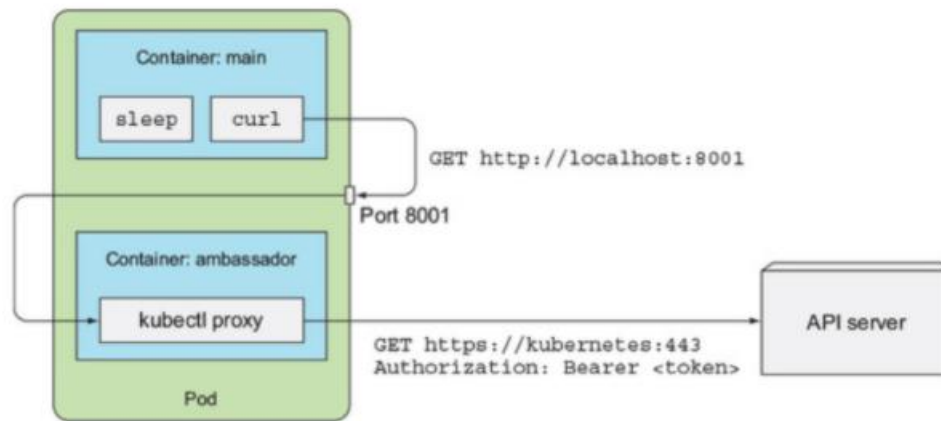 Container: main
sleep
curl
GET http://localhost:8001
Port 8001
Container: ambassador
kubectl proxy
API server
GET https://kubernetes:443
Authorization: Bearer <token>
Pod